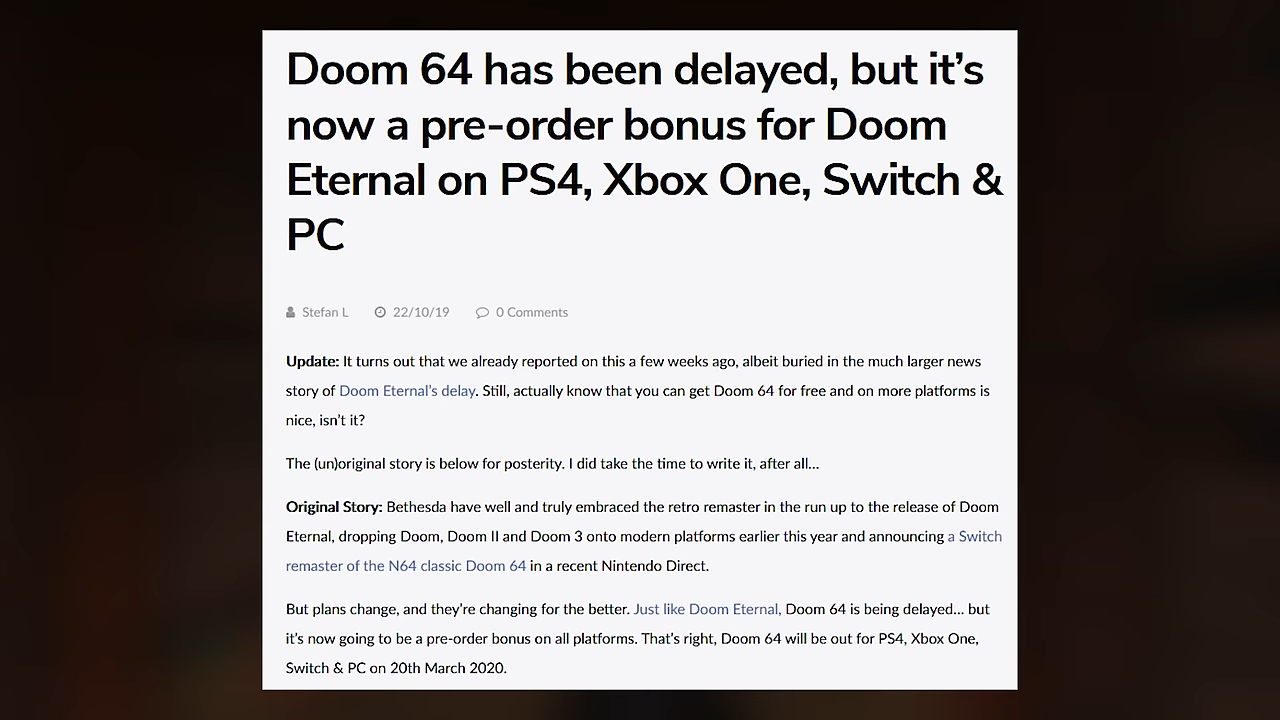 Doom 64 has been delayed, but it’s
now a pre-order bonus for Doom
Eternal on PS4, Xbox One, Switch &
PC
Stefan L 22/10/19 0 Comments
Update: It turns out that we already reported on this a few weeks ago, albeit buried in the much larger news
story of Doom Eternal’s delay. Still, actually know that you can get Doom 64 for free and on more platforms is
nice, isn’t it?
The (un)original story is below for posterity. I did take the time to write it, after all…
Original Story: Bethesda have well and truly embraced the retro remaster in the run up to the release of Doom
Eternal, dropping Doom, Doom II and Doom 3 onto modern platforms earlier this year and announcing a Switch
remaster of the N64 classic Doom 64 in a recent Nintendo Direct.
But plans change, and they’re changing for the better. Just like Doom Eternal, Doom 64 is being delayed… but
it’s now going to be a pre-order bonus on all platforms. That’s right, Doom 64 will be out for PS4, Xbox One,
Switch & PC on 20th March 2020.